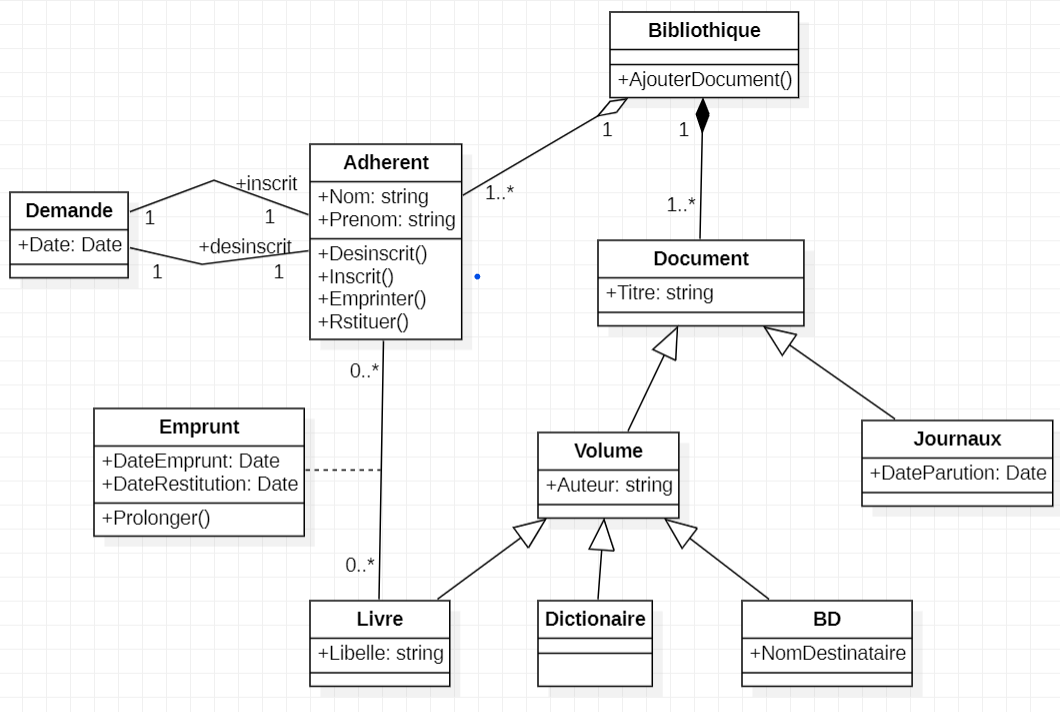 Bibliothique
+AjouterDocument()
1
1
1..*
1..*
Adherent
+Nom: string
+Prenom: string
+Desinscrit()
+Inscrit()
+Emprinter()
+Rstituer()
Demande
+Date: Date
+inscrit
1
1
+desinscrit
1
1
Document
+Titre: string
0..*
Emprunt
+DateEmprunt: Date
+DateRestitution: Date
+Prolonger()
0..*
Volume
+Auteur: string
Journaux
+DateParution: Date
Livre
+Libelle: string
Dictionaire
BD
+NomDestinataire